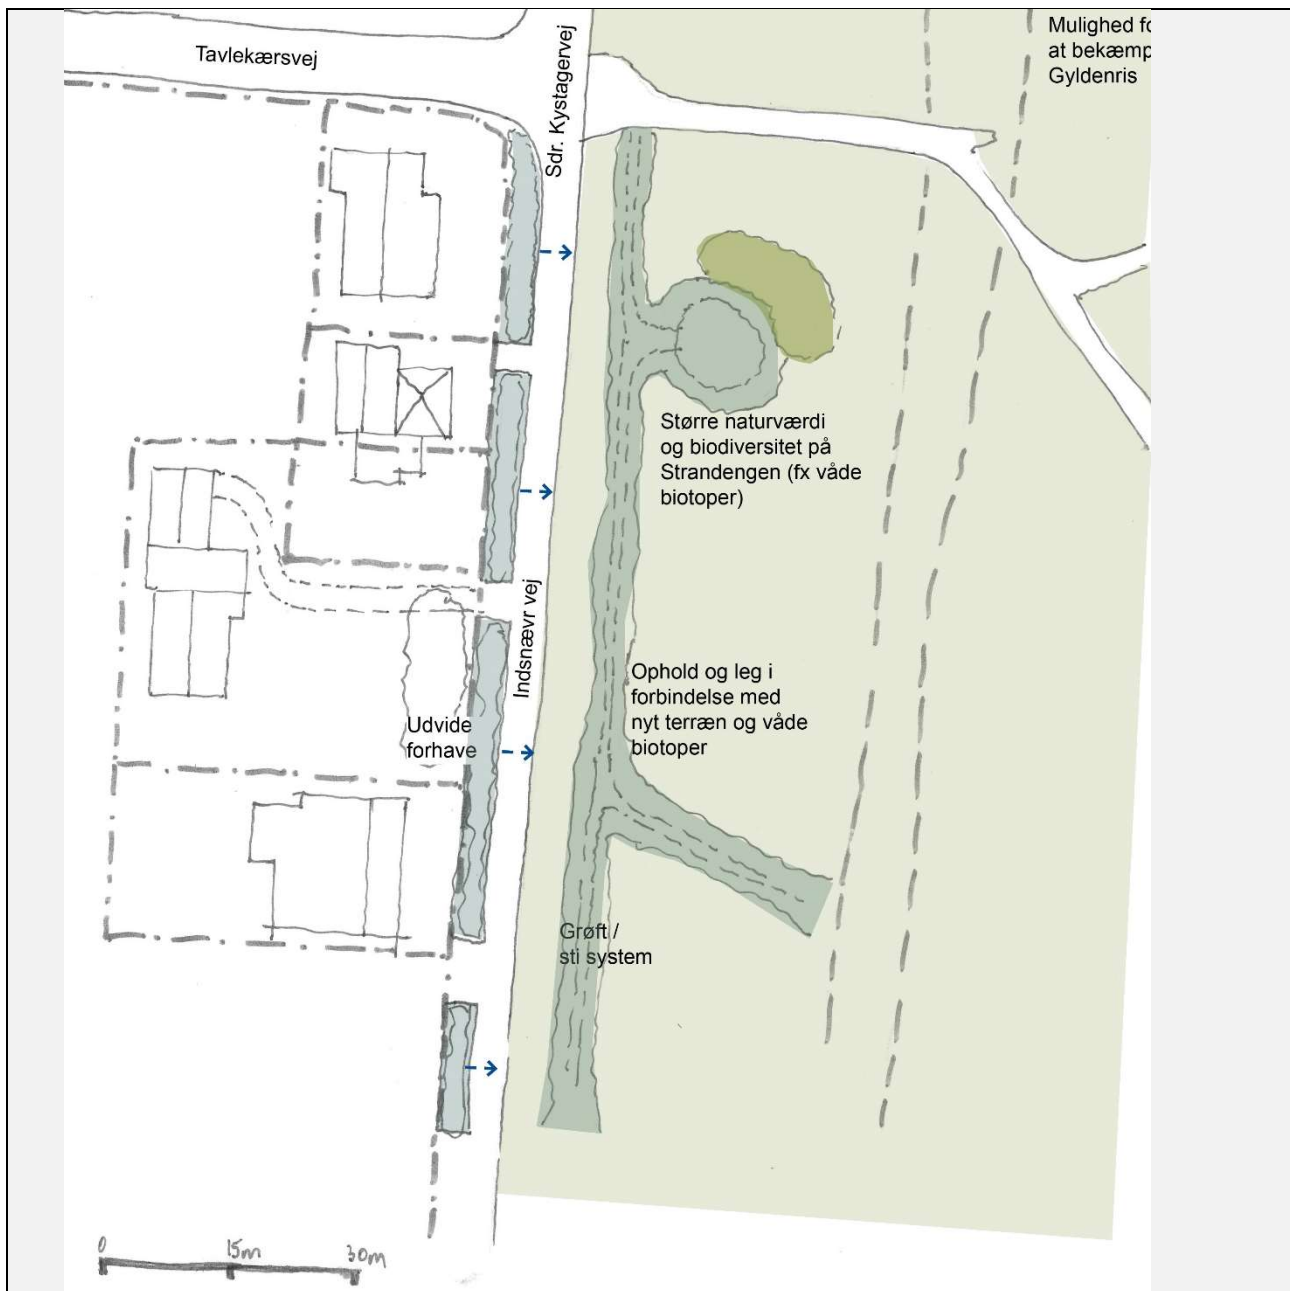 Mulighed fo
at bekæmp
Gyldenris
Tavlekærsvej
Sdr. Kystagervej
Større naturværdi
og biodiversitet på
Strandengen (fx våde
biotoper)
Indsnævr vej
Ophold og leg i
forbindelse med
nyt terræn og våde
biotoper
Udvide
forhave
Grøft /
sti system
0 15m 30m